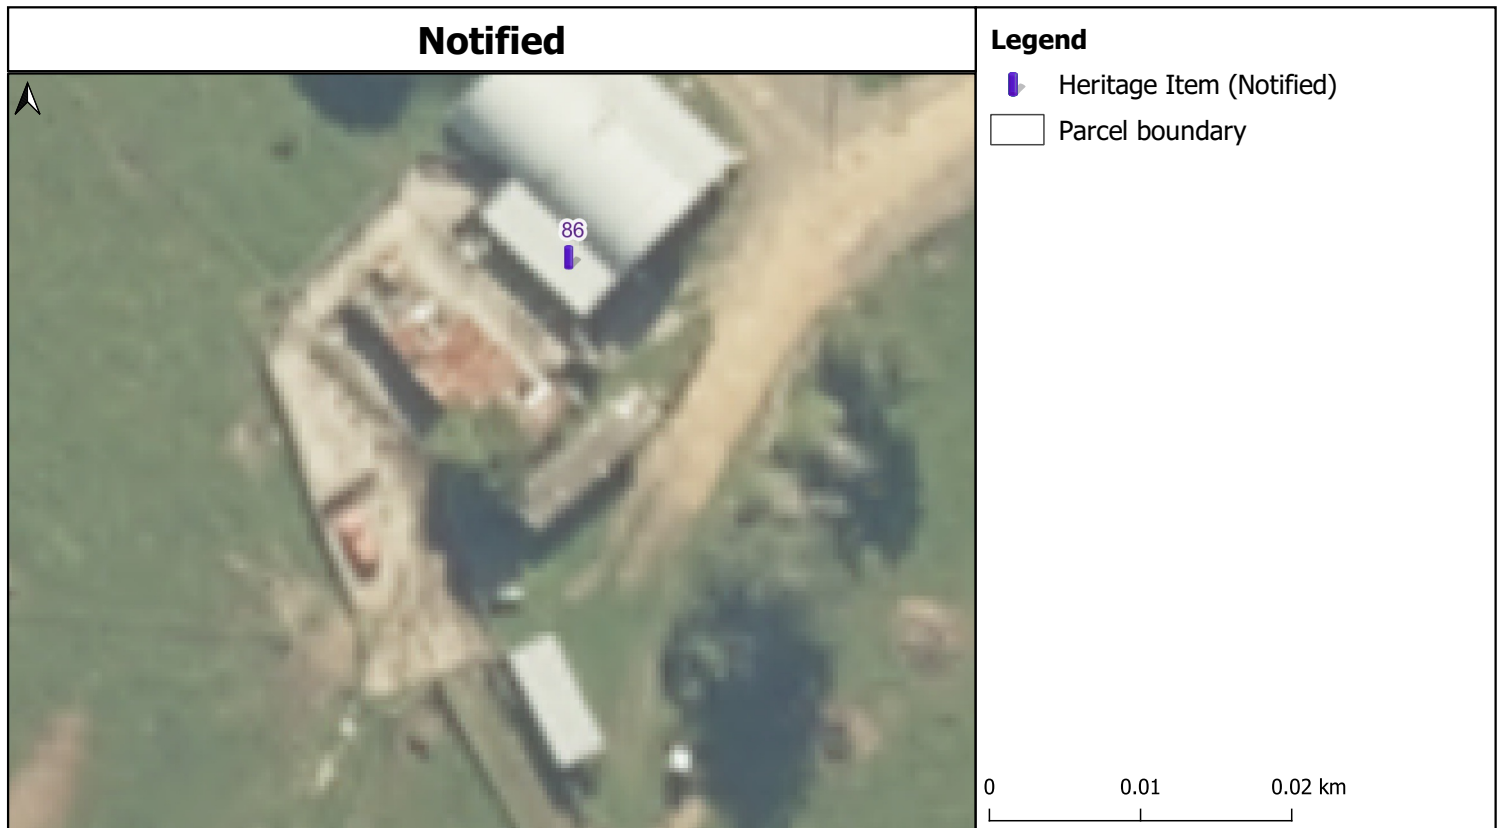 Notified
86
Legend
Heritage Item (Notified)
Parcel boundary
0 0.01 0.02 km